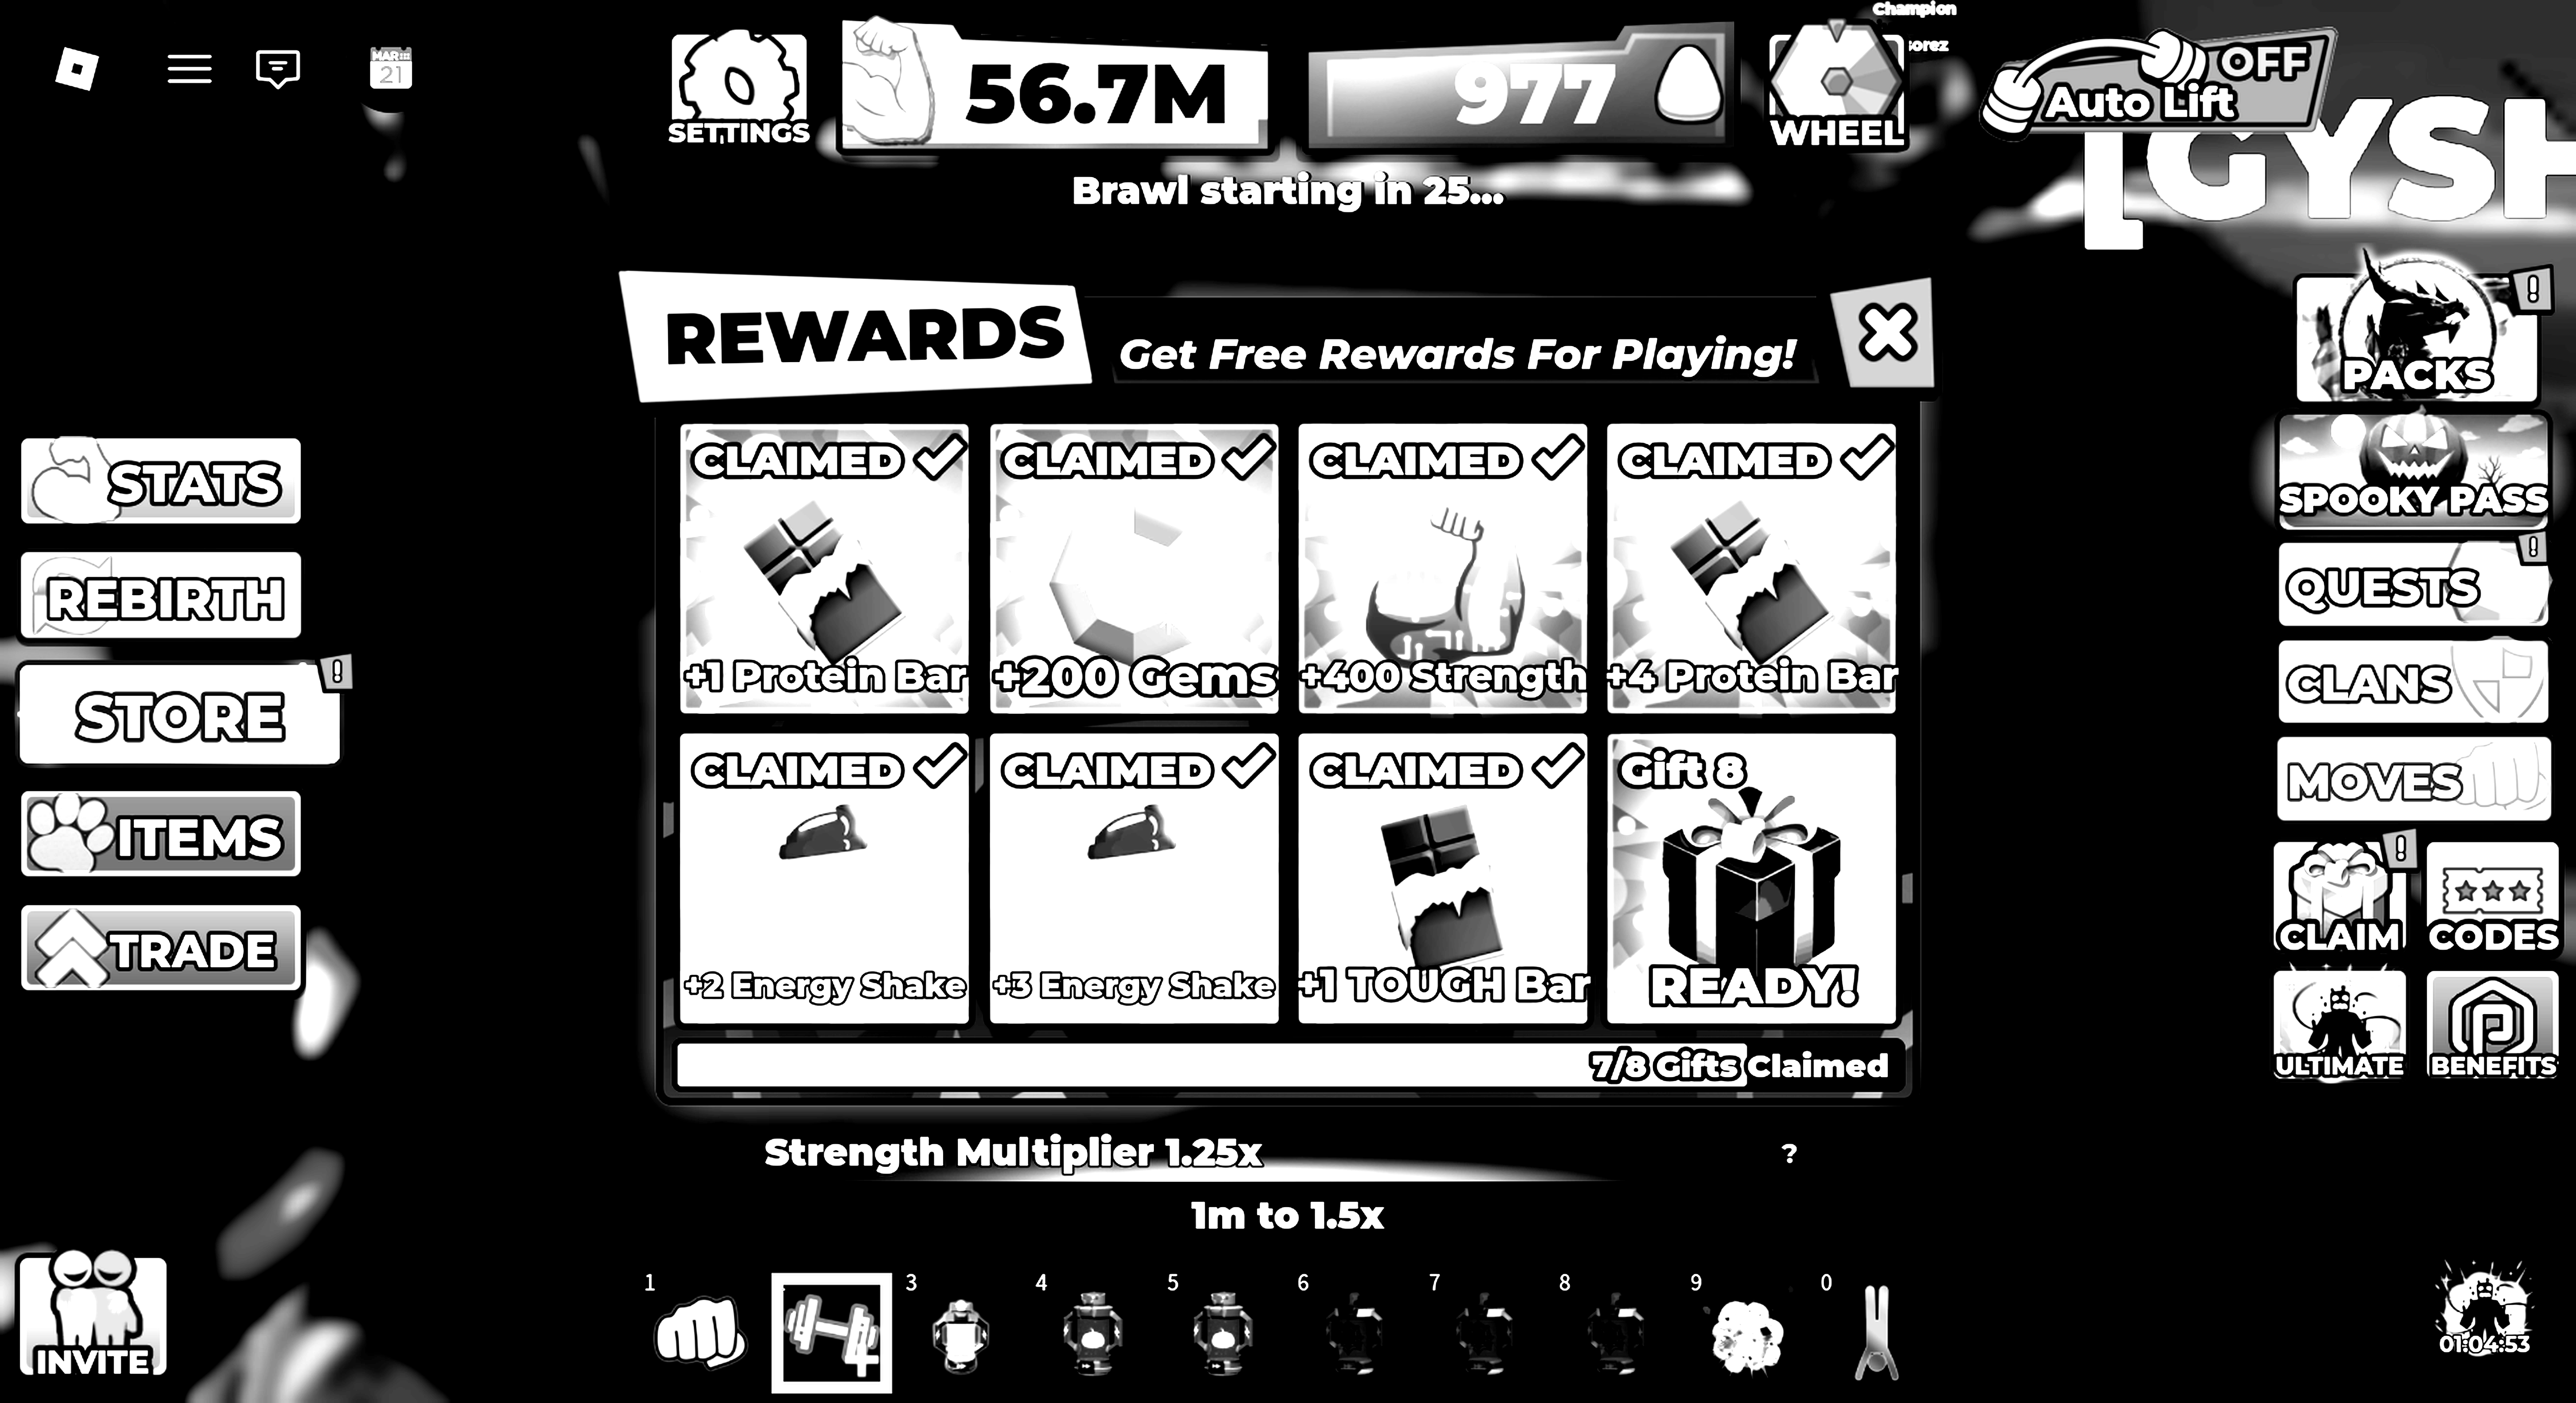 Champion
MAR
21
SETTINGS
56.7M
977
WHEEL
OFF
Auto Lift
[GYSH
Brawl starting in 25...
REWARDS
Get Free Rewards For Playing!
CLAIMED
+1 Protein Bar
CLAIMED
+200 Gems
CLAIMED
+400 Strength
CLAIMED
+4 Protein Bar
CLAIMED
+2 Energy Shake
CLAIMED
+3 Energy Shake
CLAIMED
+1 TOUGH Bar
Gift 8
READY!
7/8 Gifts Claimed
STATS
REBIRTH
!
STORE
ITEMS
TRADE
INVITE
!
PACKS
SPOOKY PASS
!
QUESTS
CLANS
MOVES
!
CLAIM
CODES
ULTIMATE
BENEFITS
Strength Multiplier 1.25x
?
1m to 1.5x
1
3
4
5
6
7
8
9
0
01:04:53